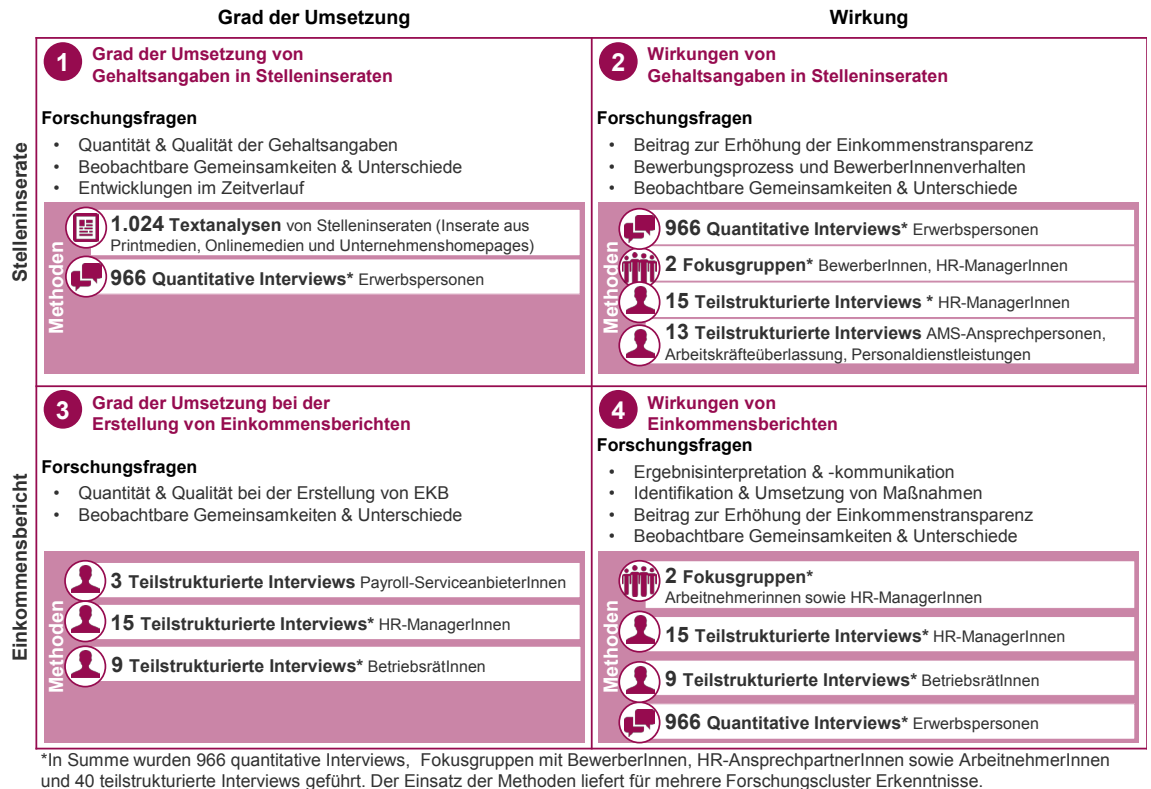 Grad der Umsetzung
Wirkung
Stelleninserate
1
Grad der Umsetzung von
Gehaltsangaben in Stelleninseraten
Forschungsfragen
• Quantität & Qualität der Gehaltsangaben
• Beobachtbare Gemeinsamkeiten & Unterschiede
• Entwicklungen im Zeitverlauf
Methoden
1.024 Textanalysen von Stelleninseraten (Inserate aus
Printmedien, Onlinemedien und Unternehmenshomepages)
966 Quantitative Interviews* Erwerbspersonen
2
Wirkungen von
Gehaltsangaben in Stelleninseraten
Forschungsfragen
• Beitrag zur Erhöhung der Einkommenstransparenz
• Bewerbungsprozess und BewerberInnenverhalten
• Beobachtbare Gemeinsamkeiten & Unterschiede
Methoden
966 Quantitative Interviews* Erwerbspersonen
2 Fokusgruppen* BewerberInnen, HR-ManagerInnen
15 Teilstrukturierte Interviews * HR-ManagerInnen
13 Teilstrukturierte Interviews AMS-Ansprechpersonen,
Arbeitskräfteüberlassung, Personaldienstleistungen
Einkommensbericht
3
Grad der Umsetzung bei der
Erstellung von Einkommensberichten
Forschungsfragen
• Quantität & Qualität bei der Erstellung von EKB
• Beobachtbare Gemeinsamkeiten & Unterschiede
Methoden
3 Teilstrukturierte Interviews Payroll-ServiceanbieterInnen
15 Teilstrukturierte Interviews* HR-ManagerInnen
9 Teilstrukturierte Interviews* BetriebsrätInnen
4
Wirkungen von
Einkommensberichten
Forschungsfragen
• Ergebnisinterpretation & -kommunikation
• Identifikation & Umsetzung von Maßnahmen
• Beitrag zur Erhöhung der Einkommenstransparenz
• Beobachtbare Gemeinsamkeiten & Unterschiede
Methoden
2 Fokusgruppen*
Arbeitnehmerinnen sowie HR-ManagerInnen
15 Teilstrukturierte Interviews* HR-ManagerInnen
9 Teilstrukturierte Interviews* BetriebsrätInnen
966 Quantitative Interviews* Erwerbspersonen
*In Summe wurden 966 quantitative Interviews, Fokusgruppen mit BewerberInnen, HR-AnsprechpartnerInnen sowie ArbeitnehmerInnen
und 40 teilstrukturierte Interviews geführt. Der Einsatz der Methoden liefert für mehrere Forschungscluster Erkenntnisse.